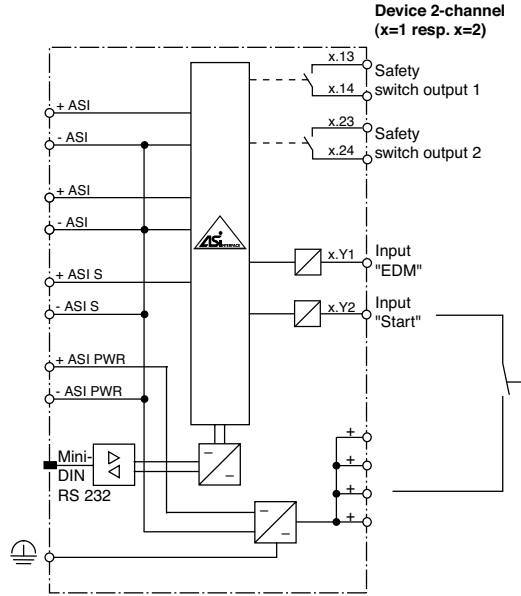 Device 2-channel
(x=1 resp. x=2)
x.13
Safety
switch output 1
x.14
+ ASI
x.23
Safety
- ASI
x.24
switch output 2
+ ASI
- ASI
ASi
INTERFACE
x.Y1
Input
"EDM"
+ ASI S
x.Y2
Input
"Start"
- ASI S
+ ASI PWR
- ASI PWR
+
+
+
+
Mini-
DIN
RS 232